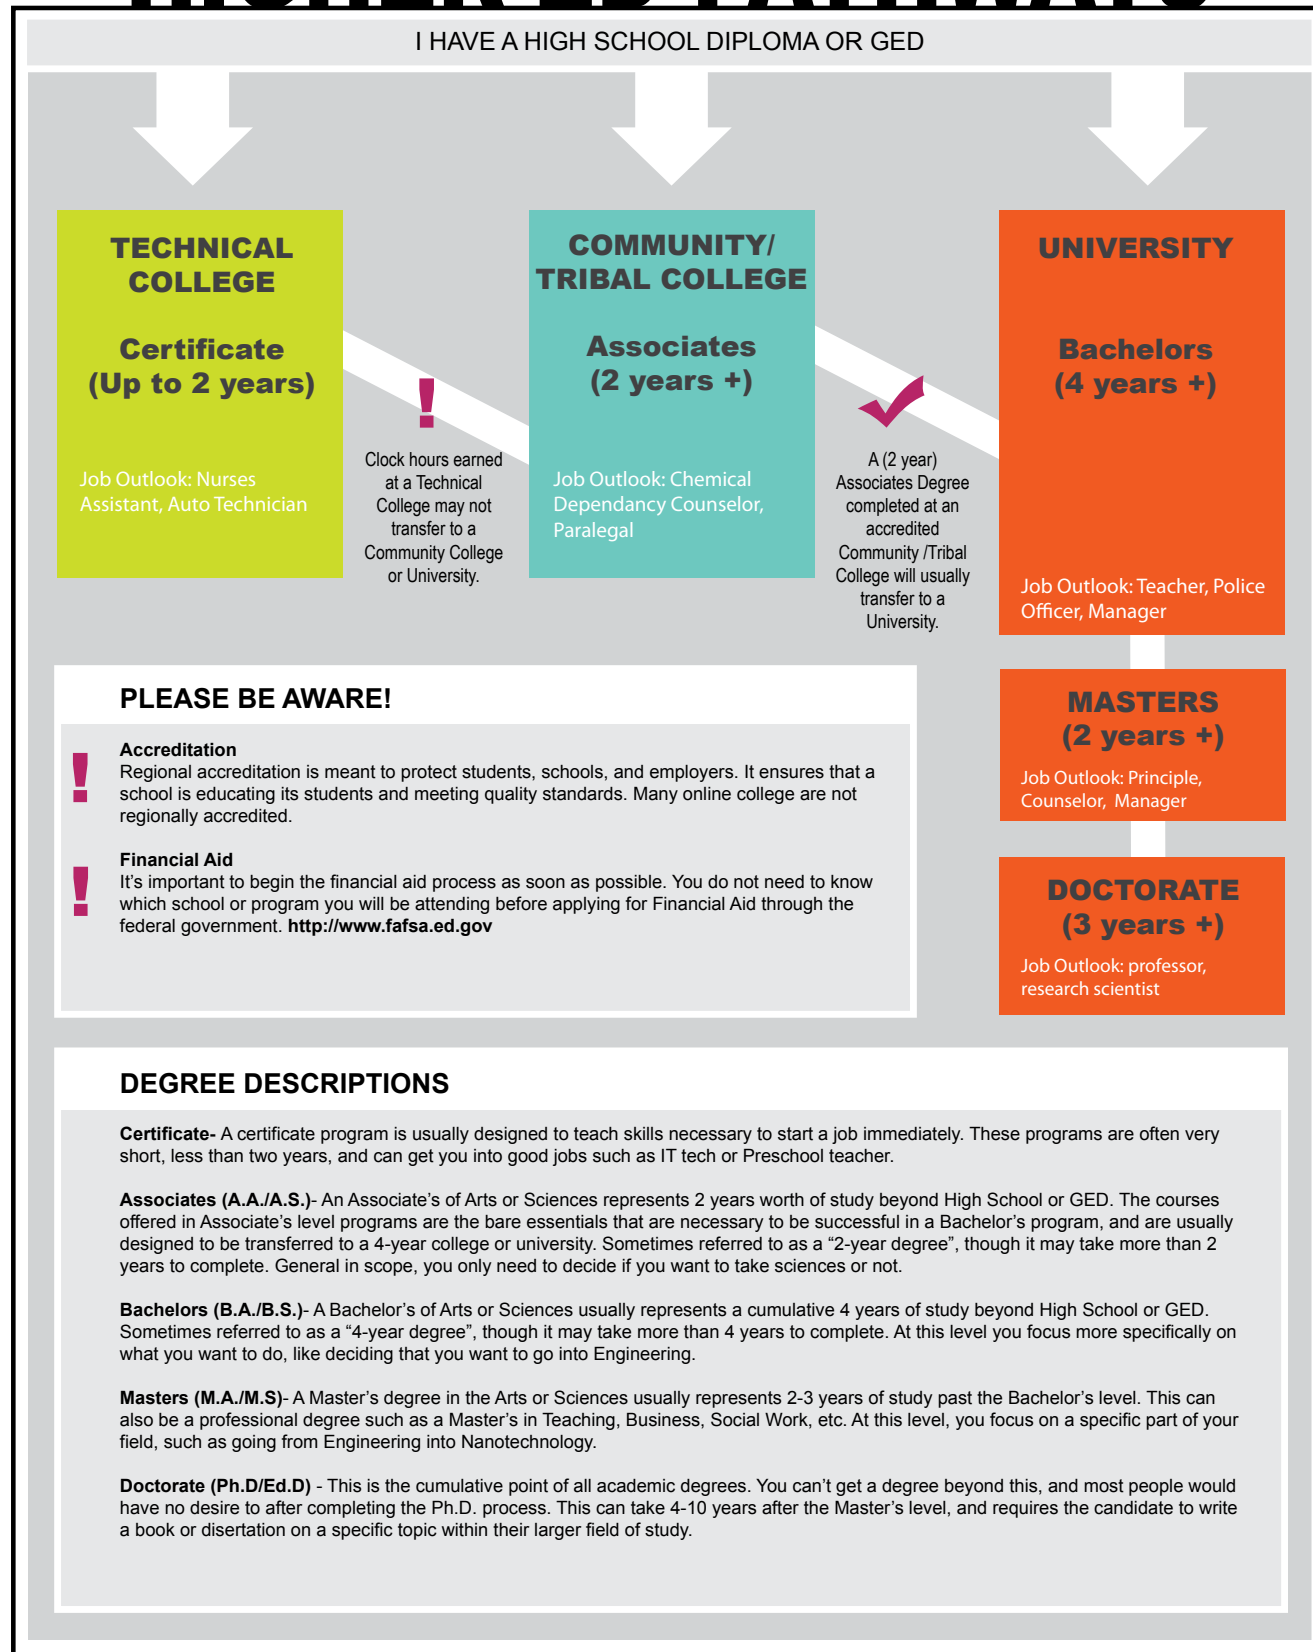 HIGHER ED PATHWAYS
I HAVE A HIGH SCHOOL DIPLOMA OR GED
TECHNICAL
COLLEGE
Certificate
(Up to 2 years)
Job Outlook: Nurses
Assistant, Auto Technician
!
Clock hours earned
at a Technical
College may not
transfer to a
Community College
or University.
COMMUNITY/
TRIBAL COLLEGE
Associates
(2 years +)
Job Outlook: Chemical
Dependancy Counselor,
Paralegal
A (2 year)
Associates Degree
completed at an
accredited
Community /Tribal
College will usually
transfer to a
University.
UNIVERSITY
Bachelors
(4 years +)
Job Outlook: Teacher, Police
Officer, Manager
MASTERS
(2 years +)
Job Outlook: Principle,
Counselor, Manager
DOCTORATE
(3 years +)
Job Outlook: professor,
research scientist
PLEASE BE AWARE!
!
Accreditation
Regional accreditation is meant to protect students, schools, and employers. It ensures that a
school is educating its students and meeting quality standards. Many online college are not
regionally accredited.
!
Financial Aid
It's important to begin the financial aid process as soon as possible. You do not need to know
which school or program you will be attending before applying for Financial Aid through the
federal government. http://www.fafsa.ed.gov
DEGREE DESCRIPTIONS
Certificate- A certificate program is usually designed to teach skills necessary to start a job immediately. These programs are often very
short, less than two years, and can get you into good jobs such as IT tech or Preschool teacher.
Associates (A.A./A.S.)- An Associate's of Arts or Sciences represents 2 years worth of study beyond High School or GED. The courses
offered in Associate's level programs are the bare essentials that are necessary to be successful in a Bachelor's program, and are usually
designed to be transferred to a 4-year college or university. Sometimes referred to as a “2-year degree”, though it may take more than 2
years to complete. General in scope, you only need to decide if you want to take sciences or not.
Bachelors (B.A./B.S.)- A Bachelor's of Arts or Sciences usually represents a cumulative 4 years of study beyond High School or GED.
Sometimes referred to as a “4-year degree”, though it may take more than 4 years to complete. At this level you focus more specifically on
what you want to do, like deciding that you want to go into Engineering.
Masters (M.A./M.S)- A Master's degree in the Arts or Sciences usually represents 2-3 years of study past the Bachelor's level. This can
also be a professional degree such as a Master's in Teaching, Business, Social Work, etc. At this level, you focus on a specific part of your
field, such as going from Engineering into Nanotechnology.
Doctorate (Ph.D/Ed.D) - This is the cumulative point of all academic degrees. You can't get a degree beyond this, and most people would
have no desire to after completing the Ph.D. process. This can take 4-10 years after the Master's level, and requires the candidate to write
a book or disertation on a specific topic within their larger field of study.